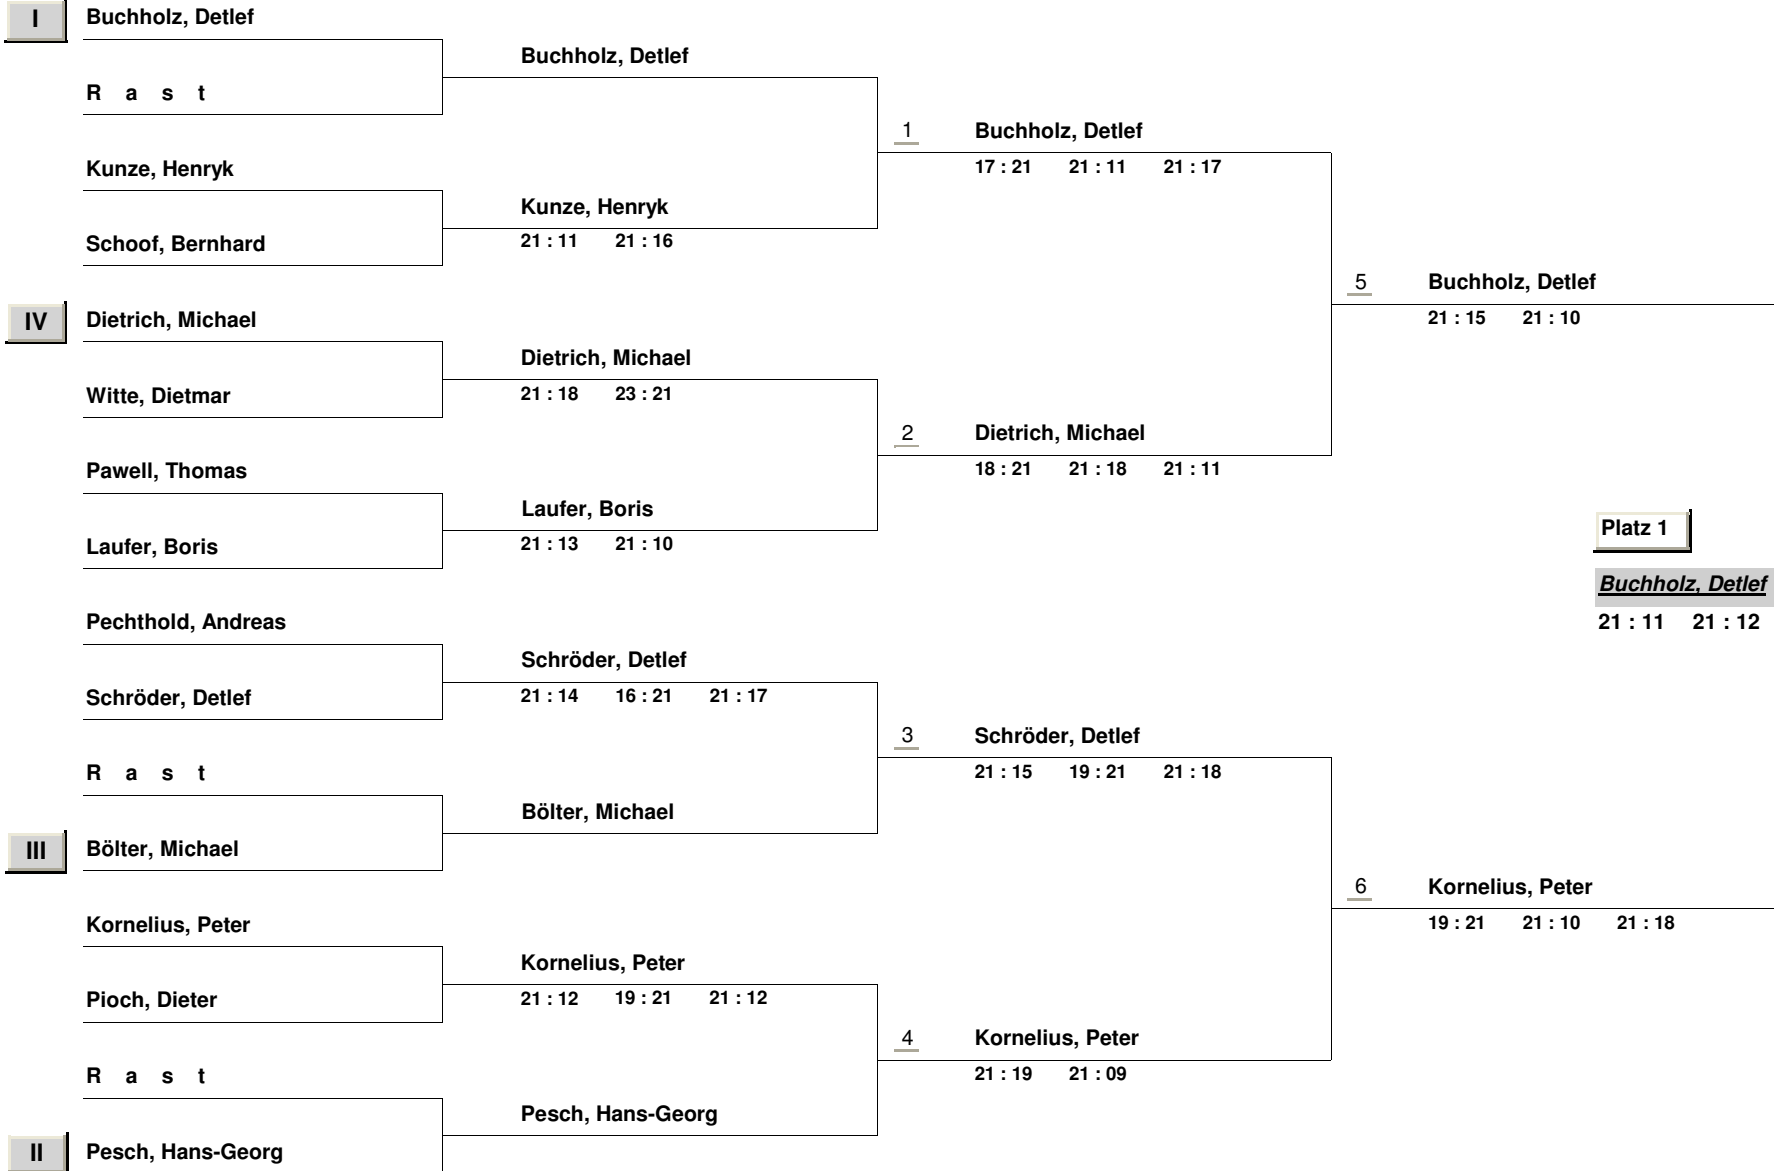 I Buchholz, Detlef
Buchholz, Detlef
R a s t
1 Buchholz, Detlef
17 : 21 21 : 11 21 : 17
Kunze, Henryk
Kunze, Henryk
21 : 11 21 : 16
Schoof, Bernhard
5 Buchholz, Detlef
21 : 15 21 : 10
IV Dietrich, Michael
Dietrich, Michael
21 : 18 23 : 21
Witte, Dietmar
2 Dietrich, Michael
18 : 21 21 : 18 21 : 11
Pawell, Thomas
Laufer, Boris
21 : 13 21 : 10
Laufer, Boris
Platz 1
Buchholz, Detlef
21 : 11 21 : 12
Pechthold, Andreas
Schröder, Detlef
21 : 14 16 : 21 21 : 17
Schröder, Detlef
3 Schröder, Detlef
21 : 15 19 : 21 21 : 18
R a s t
Bölter, Michael
III Bölter, Michael
6 Kornelius, Peter
19 : 21 21 : 10 21 : 18
Kornelius, Peter
Kornelius, Peter
21 : 12 19 : 21 21 : 12
Pioch, Dieter
4 Kornelius, Peter
21 : 19 21 : 09
R a s t
Pesch, Hans-Georg
II Pesch, Hans-Georg